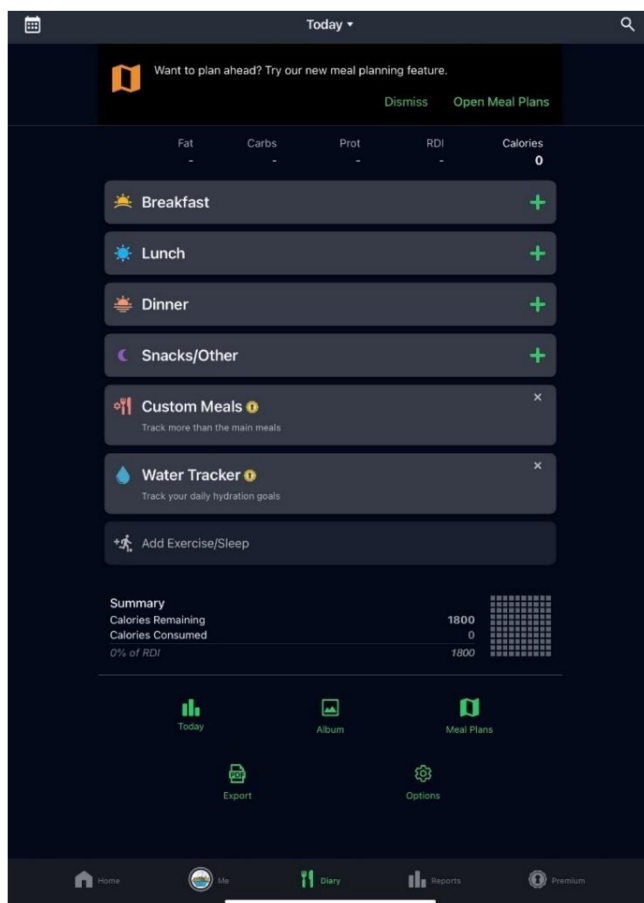 Today
Want to plan ahead? Try our new meal planning feature.
Dismiss Open Meal Plans
Fat Carbs Prot RDI Calories
- - - - 0
Breakfast
Lunch
Dinner
Snacks/Other
Custom Meals
Track more than the main meals
Water Tracker
Track your daily hydration goals
Add Exercise/Sleep
Summary
Calories Remaining 1800
Calories Consumed 0
0% of RDI 1800
Today Album Meal Plans
PDF
Export Options
Home Me Diary Reports Premium